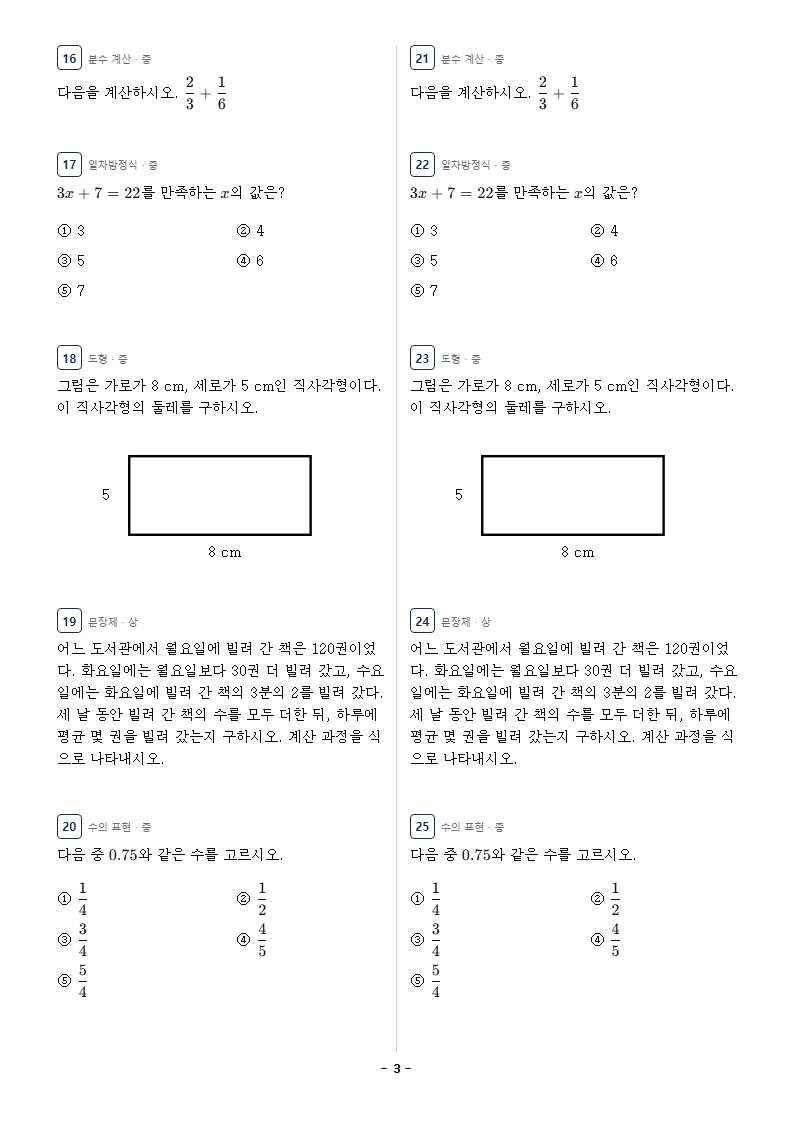 16 분수 계산 · 중
다음을 계산하시오. 2/3 + 1/6
17 일차방정식 · 중
3x + 7 = 22를 만족하는 x의 값은?
① 3 ② 4
③ 5 ④ 6
⑤ 7
18 도형 · 중
그림은 가로가 8 cm, 세로가 5 cm인 직사각형이다.
이 직사각형의 둘레를 구하시오.
5
8 cm
19 문장제 · 상
어느 도서관에서 월요일에 빌려 간 책은 120권이었
다. 화요일에는 월요일보다 30권 더 빌려 갔고, 수요
일에는 화요일에 빌려 간 책의 3분의 2를 빌려 갔다.
세 날 동안 빌려 간 책의 수를 모두 더한 뒤, 하루에
평균 몇 권을 빌려 갔는지 구하시오. 계산 과정을 식
으로 나타내시오.
20 수의 표현 · 중
다음 중 0.75와 같은 수를 고르시오.
① 1/4 ② 1/2
③ 3/4 ④ 4/5
⑤ 5/4
21 분수 계산 · 중
다음을 계산하시오. 2/3 + 1/6
22 일차방정식 · 중
3x + 7 = 22를 만족하는 x의 값은?
① 3 ② 4
③ 5 ④ 6
⑤ 7
23 도형 · 중
그림은 가로가 8 cm, 세로가 5 cm인 직사각형이다.
이 직사각형의 둘레를 구하시오.
5
8 cm
24 문장제 · 상
어느 도서관에서 월요일에 빌려 간 책은 120권이었
다. 화요일에는 월요일보다 30권 더 빌려 갔고, 수요
일에는 화요일에 빌려 간 책의 3분의 2를 빌려 갔다.
세 날 동안 빌려 간 책의 수를 모두 더한 뒤, 하루에
평균 몇 권을 빌려 갔는지 구하시오. 계산 과정을 식
으로 나타내시오.
25 수의 표현 · 중
다음 중 0.75와 같은 수를 고르시오.
① 1/4 ② 1/2
③ 3/4 ④ 4/5
⑤ 5/4
- 3 -